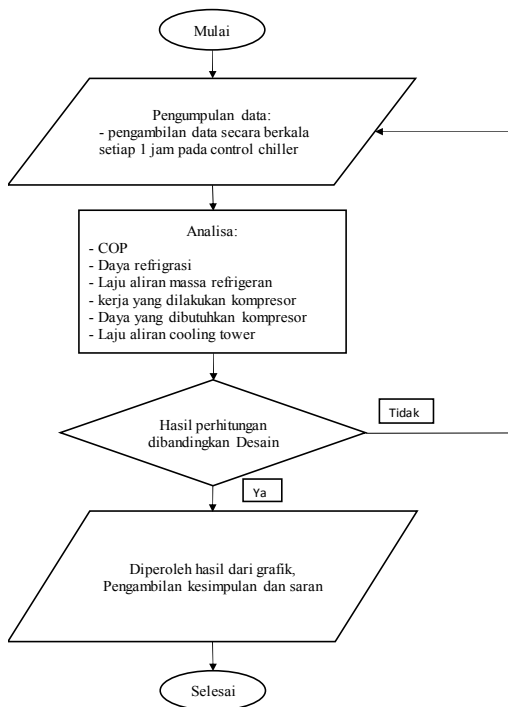 Mulai
Pengumpulan data:
- pengambilan data secara berkala
setiap 1 jam pada control chiller
Analisa:
- COP
- Daya refrigrasi
- Laju aliran massa refrigeran
- kerja yang dilakukan kompresor
- Daya yang dibutuhkan kompresor
- Laju aliran cooling tower
Hasil perhitungan
dibandingkan Desain
Tidak
Ya
Diperoleh hasil dari grafik,
Pengambilan kesimpulan dan saran
Selesai